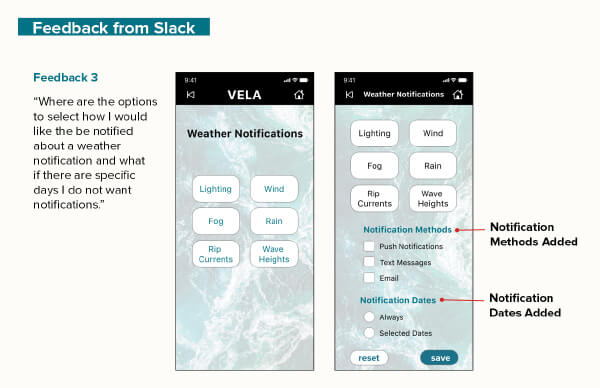 Feedback from Slack
Feedback 3
“Where are the options
to select how I would
like the be notified
about a weather
notification and what
if there are specific
days I do not want
notifications.”
9:41
VELA
Weather Notifications
Lighting
Wind
Fog
Rain
Rip
Currents
Wave
Heights
9:41
Weather Notifications
Lighting
Wind
Fog
Rain
Rip
Currents
Wave
Heights
Notification Methods
Push Notifications
Text Messages
Email
Notification Dates
Always
Selected Dates
reset
save
Notification
Methods Added
Notification
Dates Added